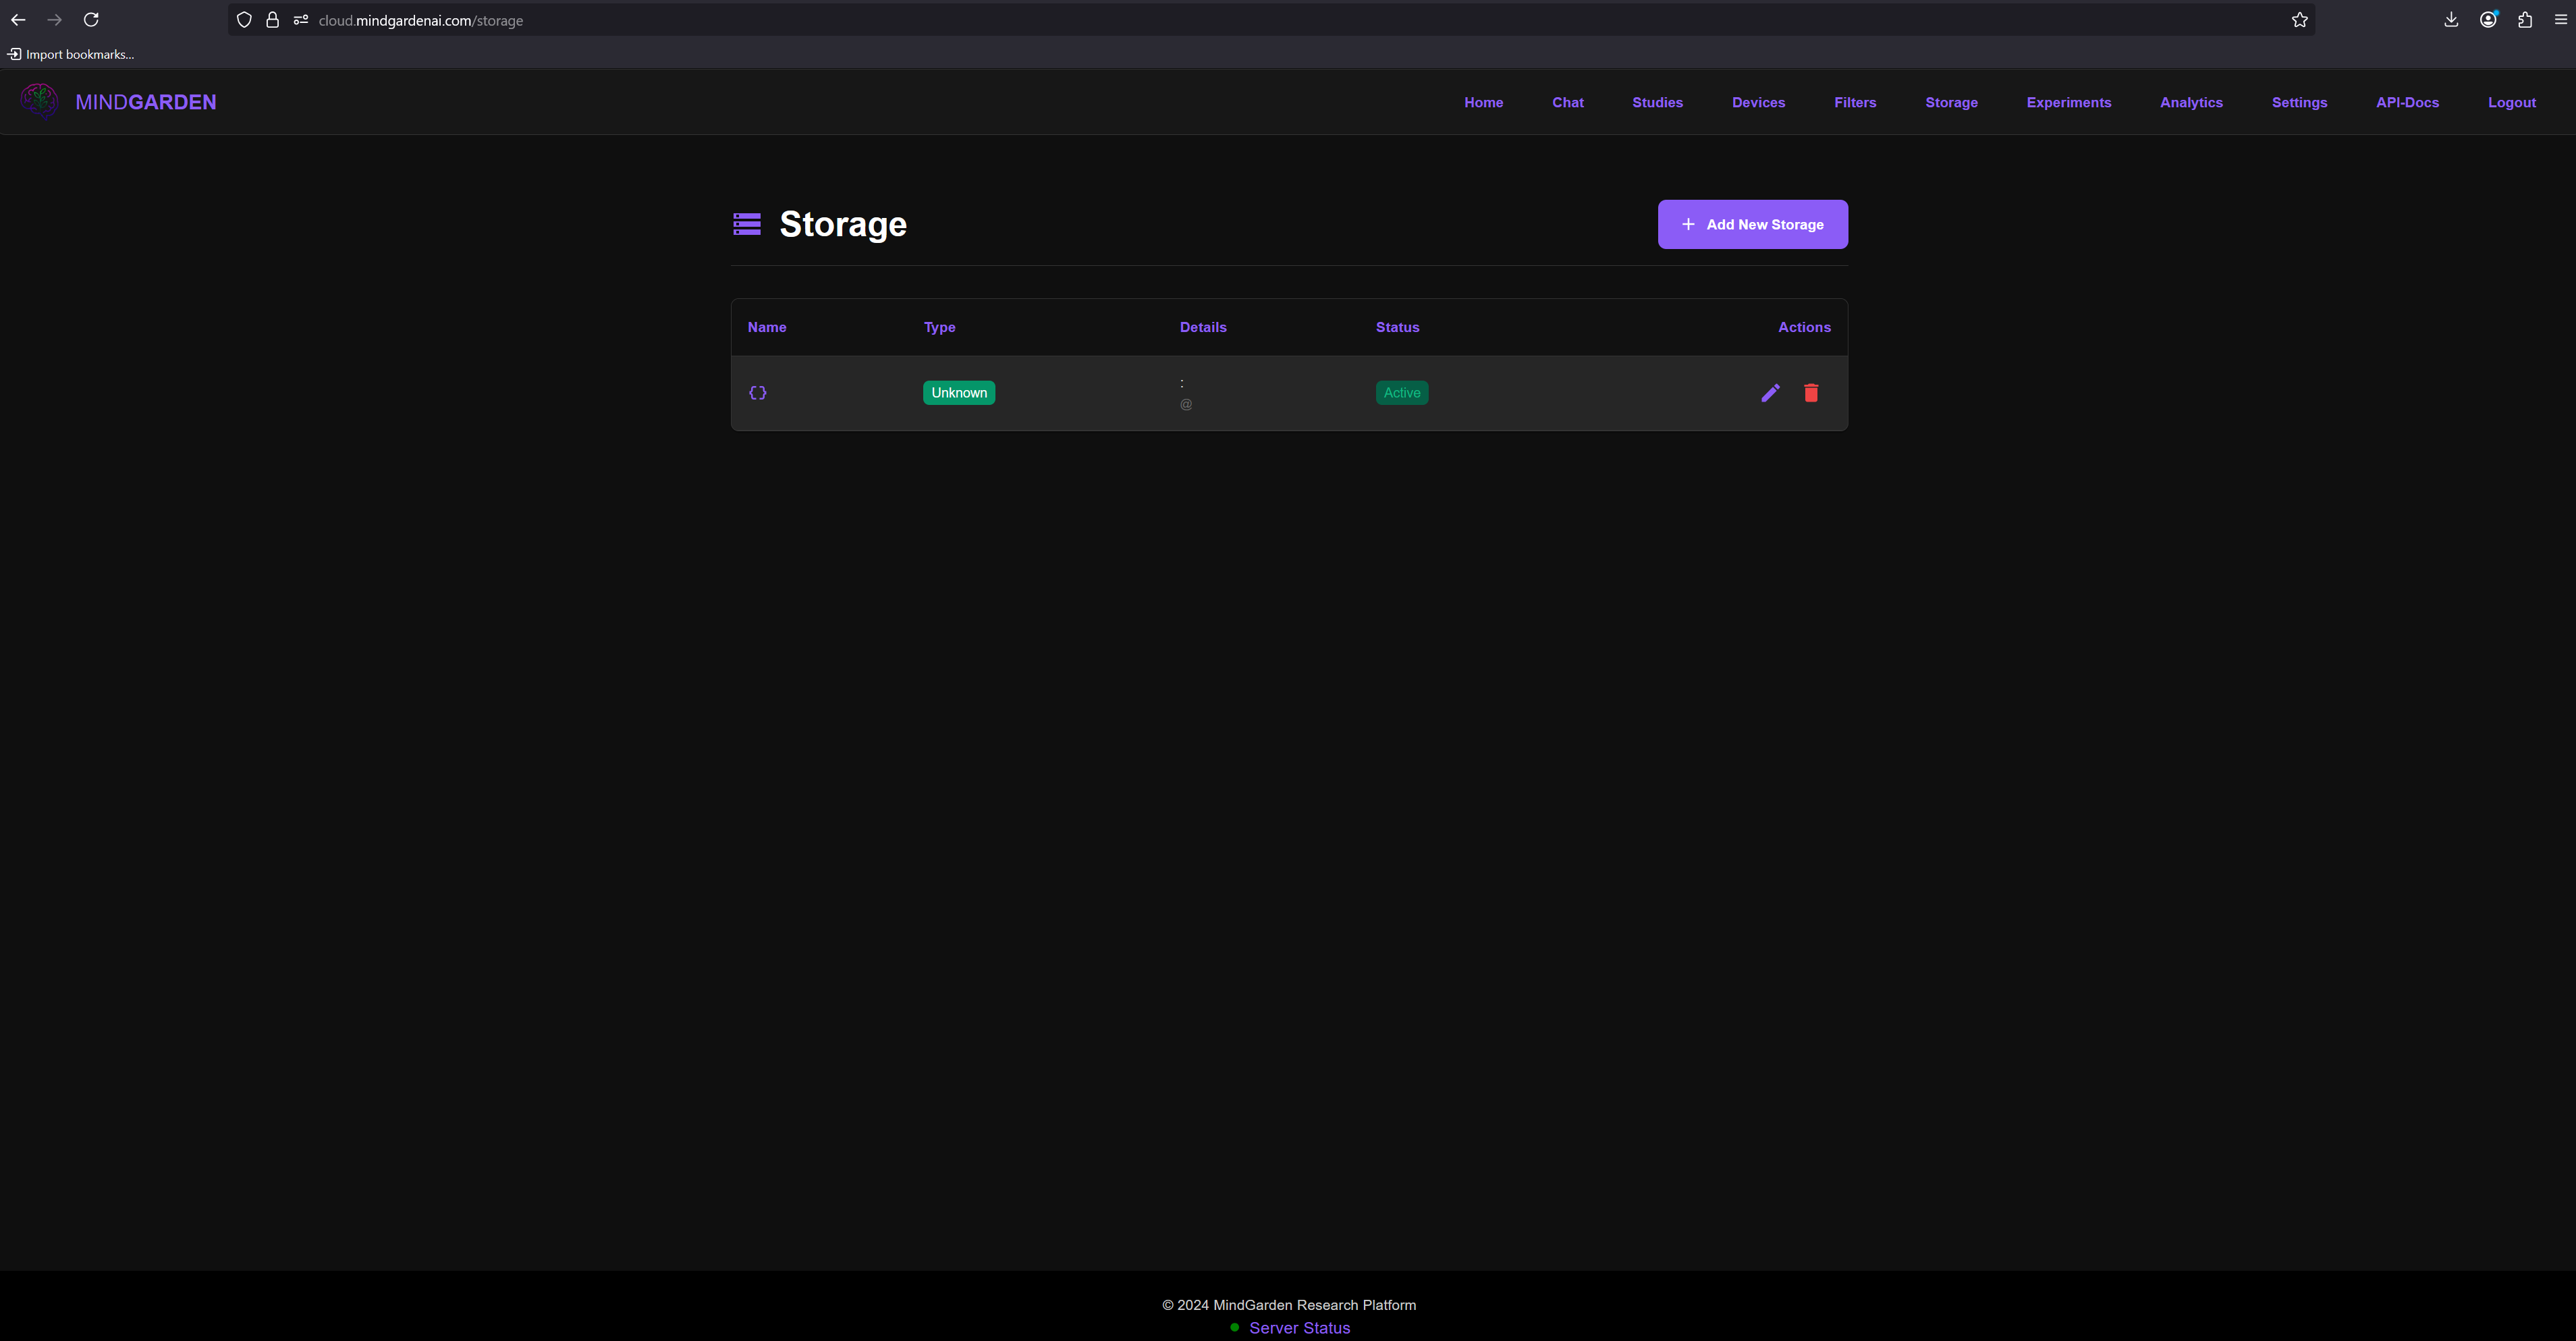 cloud.mindgardenai.com/storage
Import bookmarks...
MINDGARDEN
Home Chat Studies Devices Filters Storage Experiments Analytics Settings API-Docs Logout
Storage
+ Add New Storage
Name Type Details Status Actions
{} Unknown : Active
@
© 2024 MindGarden Research Platform
Server Status